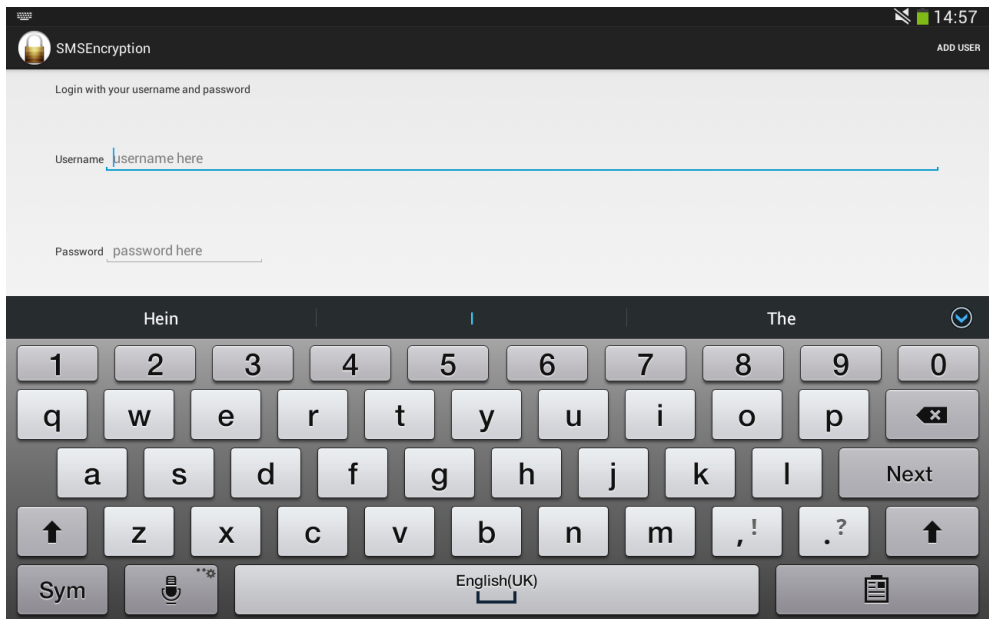 14:57
SMSEncryption ADD USER
Login with your username and password
Username username here
Password password here
Hein I The
1 2 3 4 5 6 7 8 9 0
q w e r t y u i o p
a s d f g h j k l Next
z x c v b n m , ! . ?
Sym English(UK)